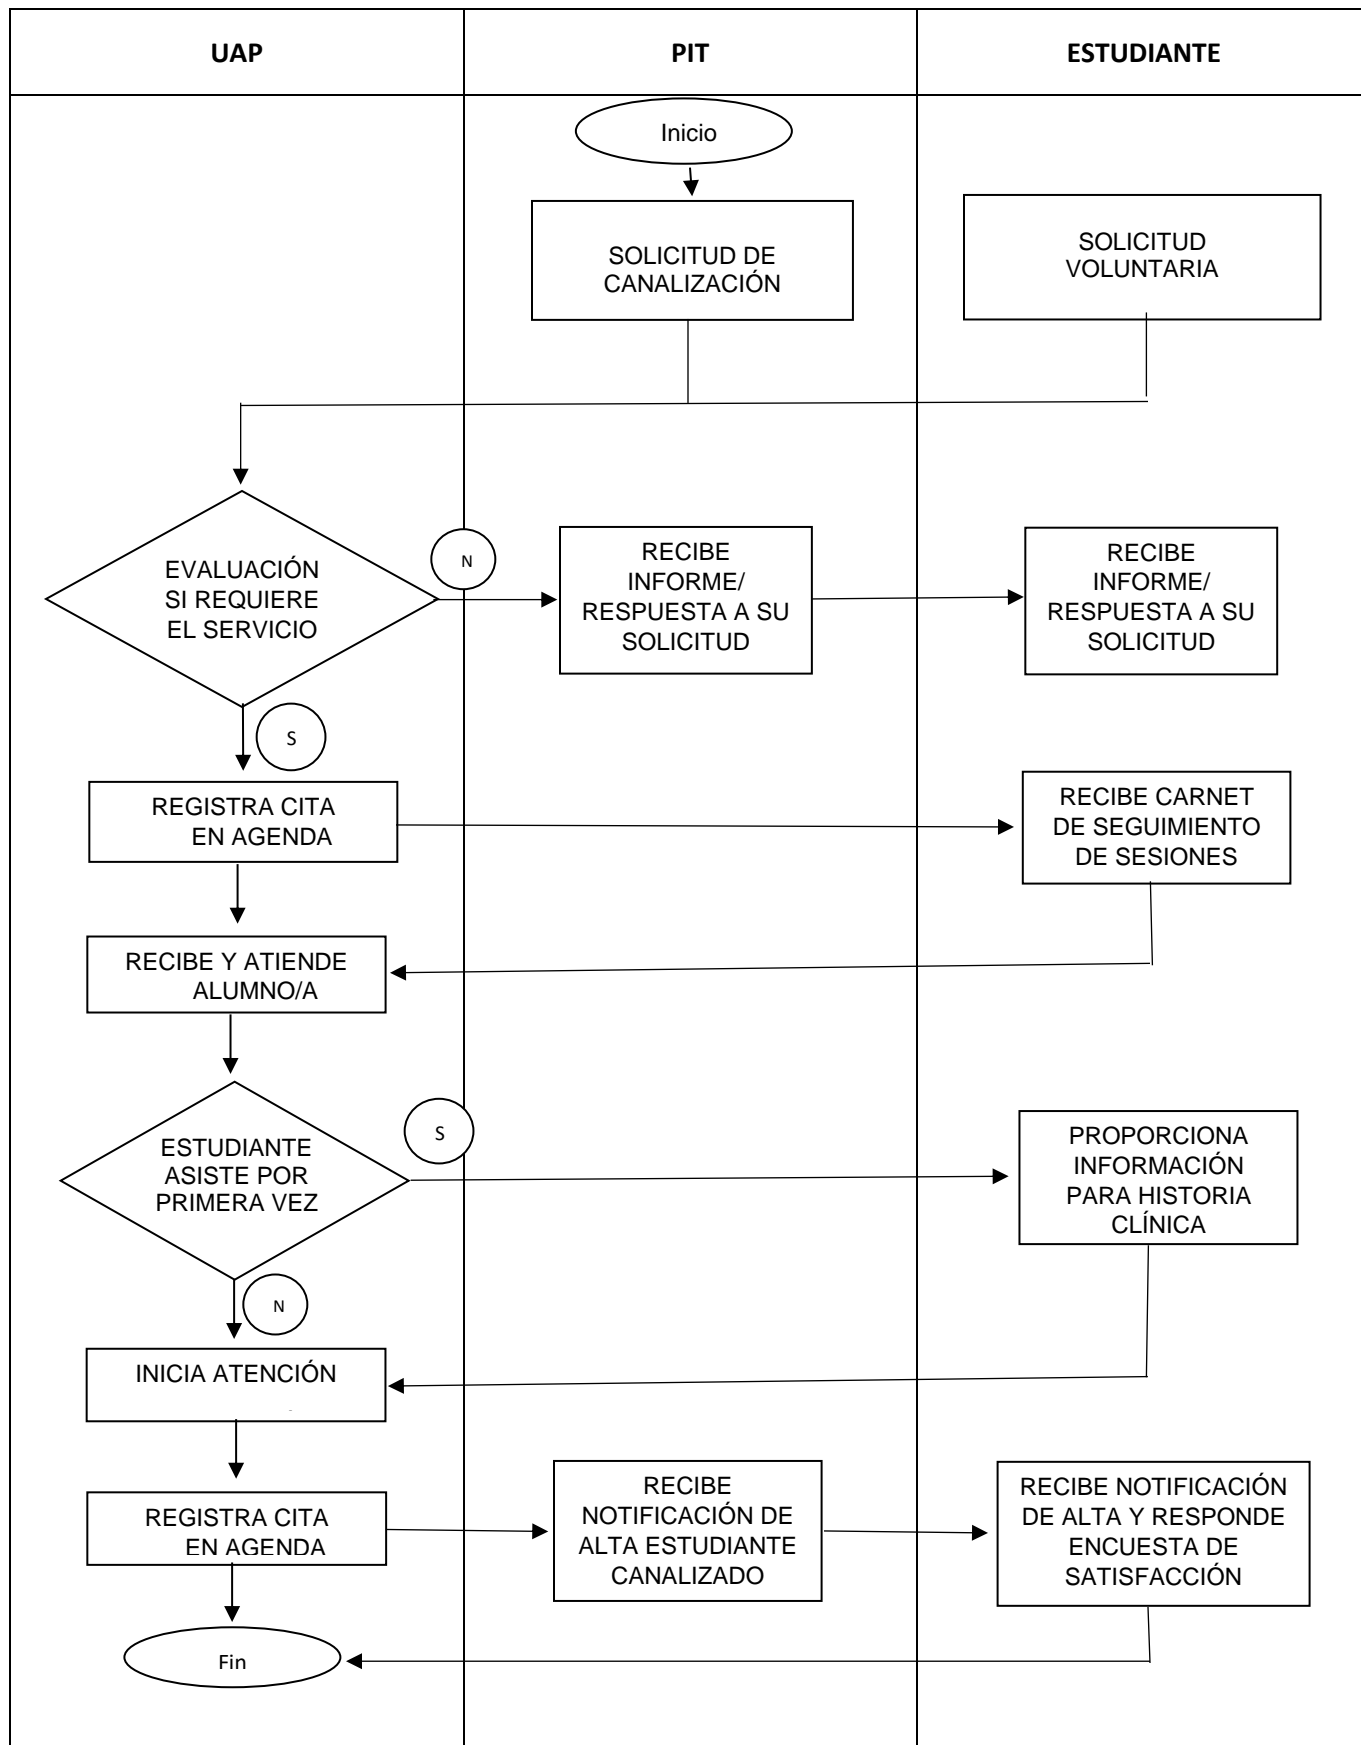 UAP
PIT
ESTUDIANTE
Inicio
SOLICITUD DE
CANALIZACIÓN
SOLICITUD
VOLUNTARIA
EVALUACIÓN
SI REQUIERE
EL SERVICIO
N
RECIBE
INFORME/
RESPUESTA A SU
SOLICITUD
RECIBE
INFORME/
RESPUESTA A SU
SOLICITUD
S
REGISTRA CITA
EN AGENDA
RECIBE CARNET
DE SEGUIMIENTO
DE SESIONES
RECIBE Y ATIENDE
ALUMNO/A
ESTUDIANTE
ASISTE POR
PRIMERA VEZ
S
PROPORCIONA
INFORMACIÓN
PARA HISTORIA
CLÍNICA
N
INICIA ATENCIÓN
REGISTRA CITA
EN AGENDA
RECIBE
NOTIFICACIÓN DE
ALTA ESTUDIANTE
CANALIZADO
RECIBE NOTIFICACIÓN
DE ALTA Y RESPONDE
ENCUESTA DE
SATISFACCIÓN
Fin